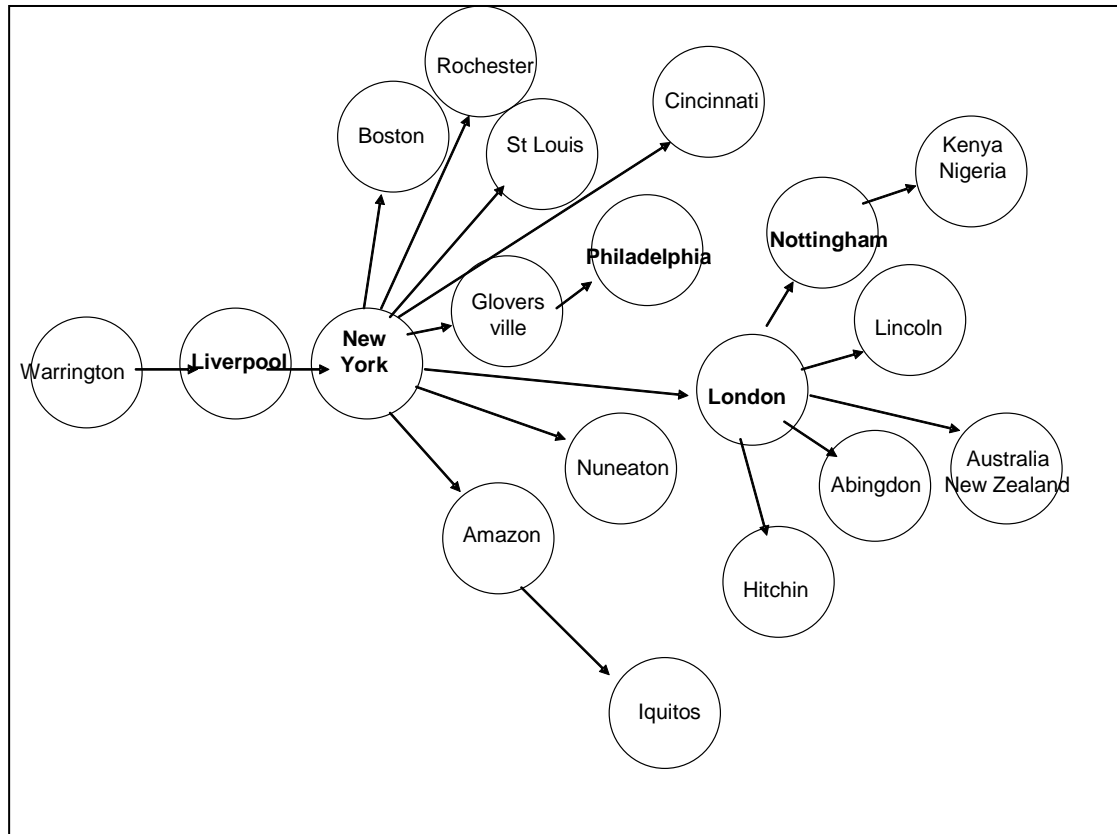 Rochester
Boston
St Louis
Cincinnati
Kenya
Nigeria
Nottingham
Philadelphia
Glovers
ville
Lincoln
Warrington
Liverpool
New
York
London
Nuneaton
Abingdon
Australia
New Zealand
Amazon
Hitchin
Iquitos